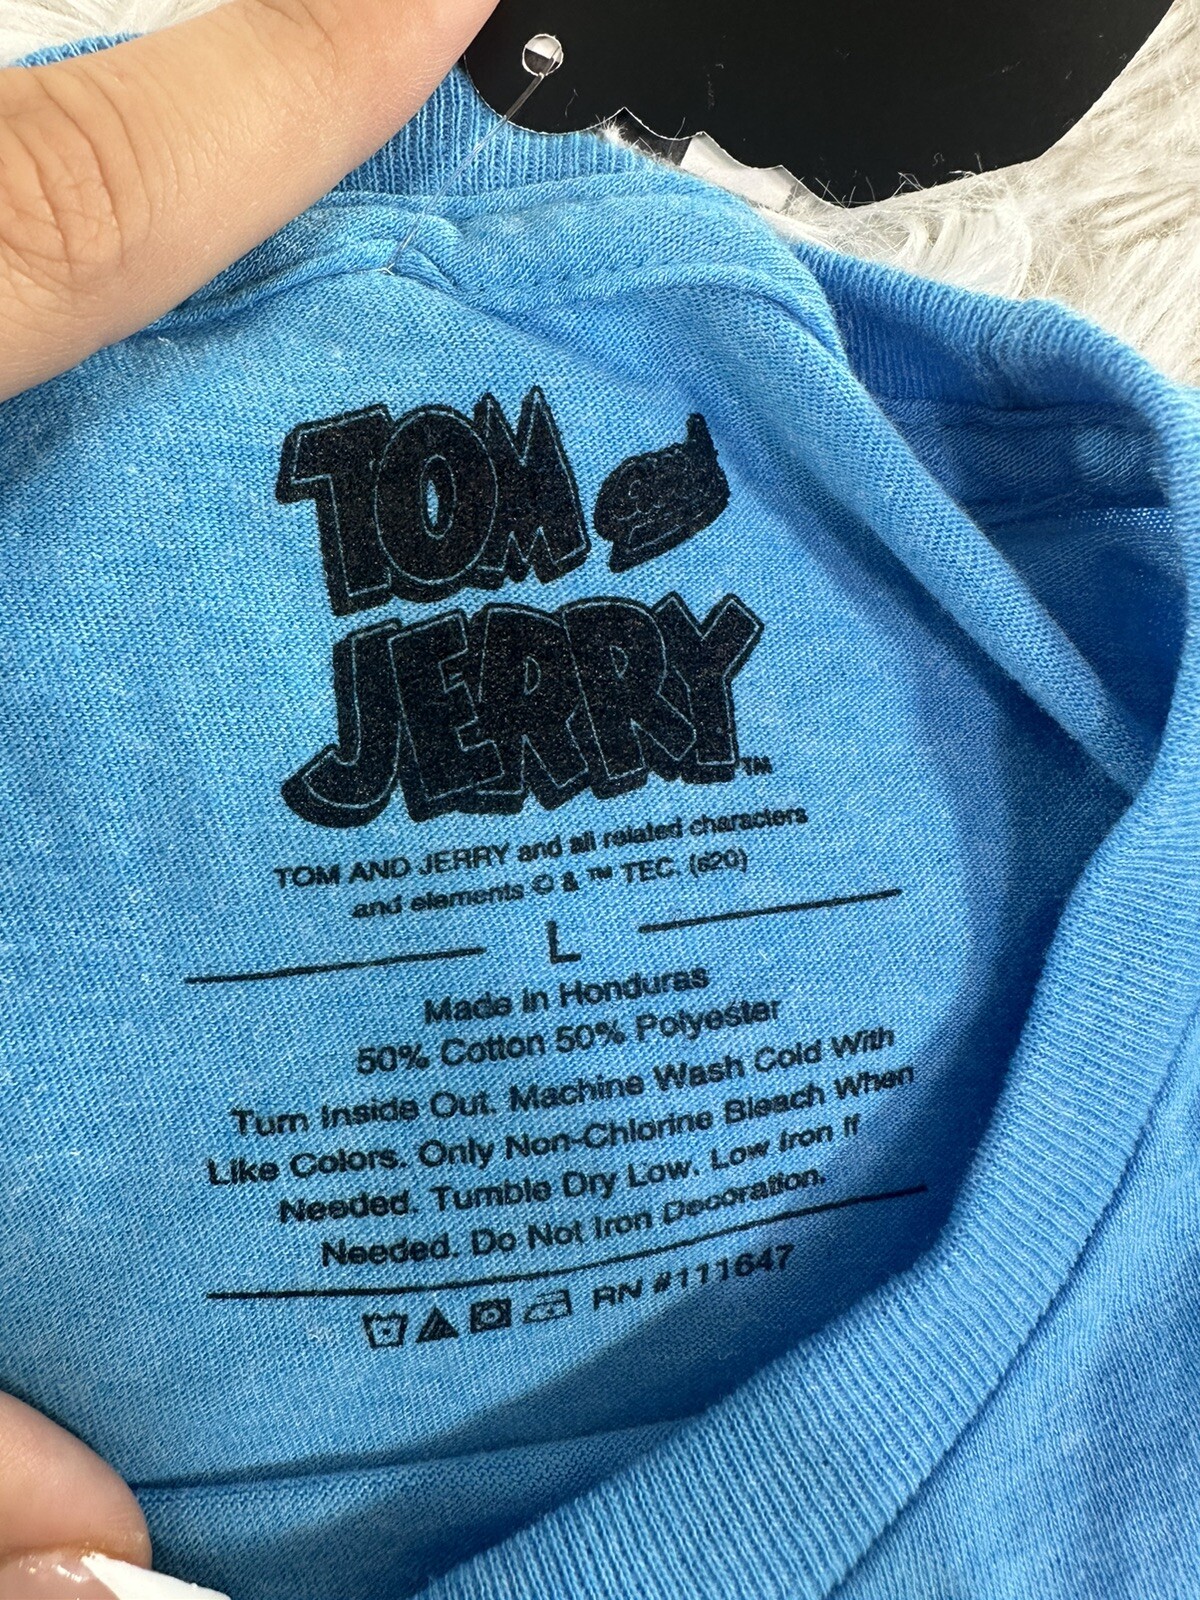 TOM and
JERRY™
TOM AND JERRY and all related characters
and elements © & ™ TEC. (s20)
L
Made in Honduras
50% Cotton 50% Polyester
Turn Inside Out. Machine Wash Cold With
Like Colors. Only Non-Chlorine Bleach When
Needed. Tumble Dry Low. Low Iron If
Needed. Do Not Iron Decoration.
RN #111647